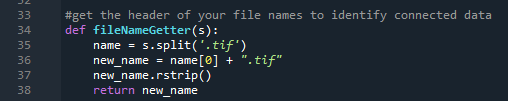 33 #get the header of your file names to identify connected data
34 def fileNameGetter(s):
35 name = s.split('.tif')
36 new_name = name[0] + ".tif"
37 new_name.rstrip()
38 return new_name